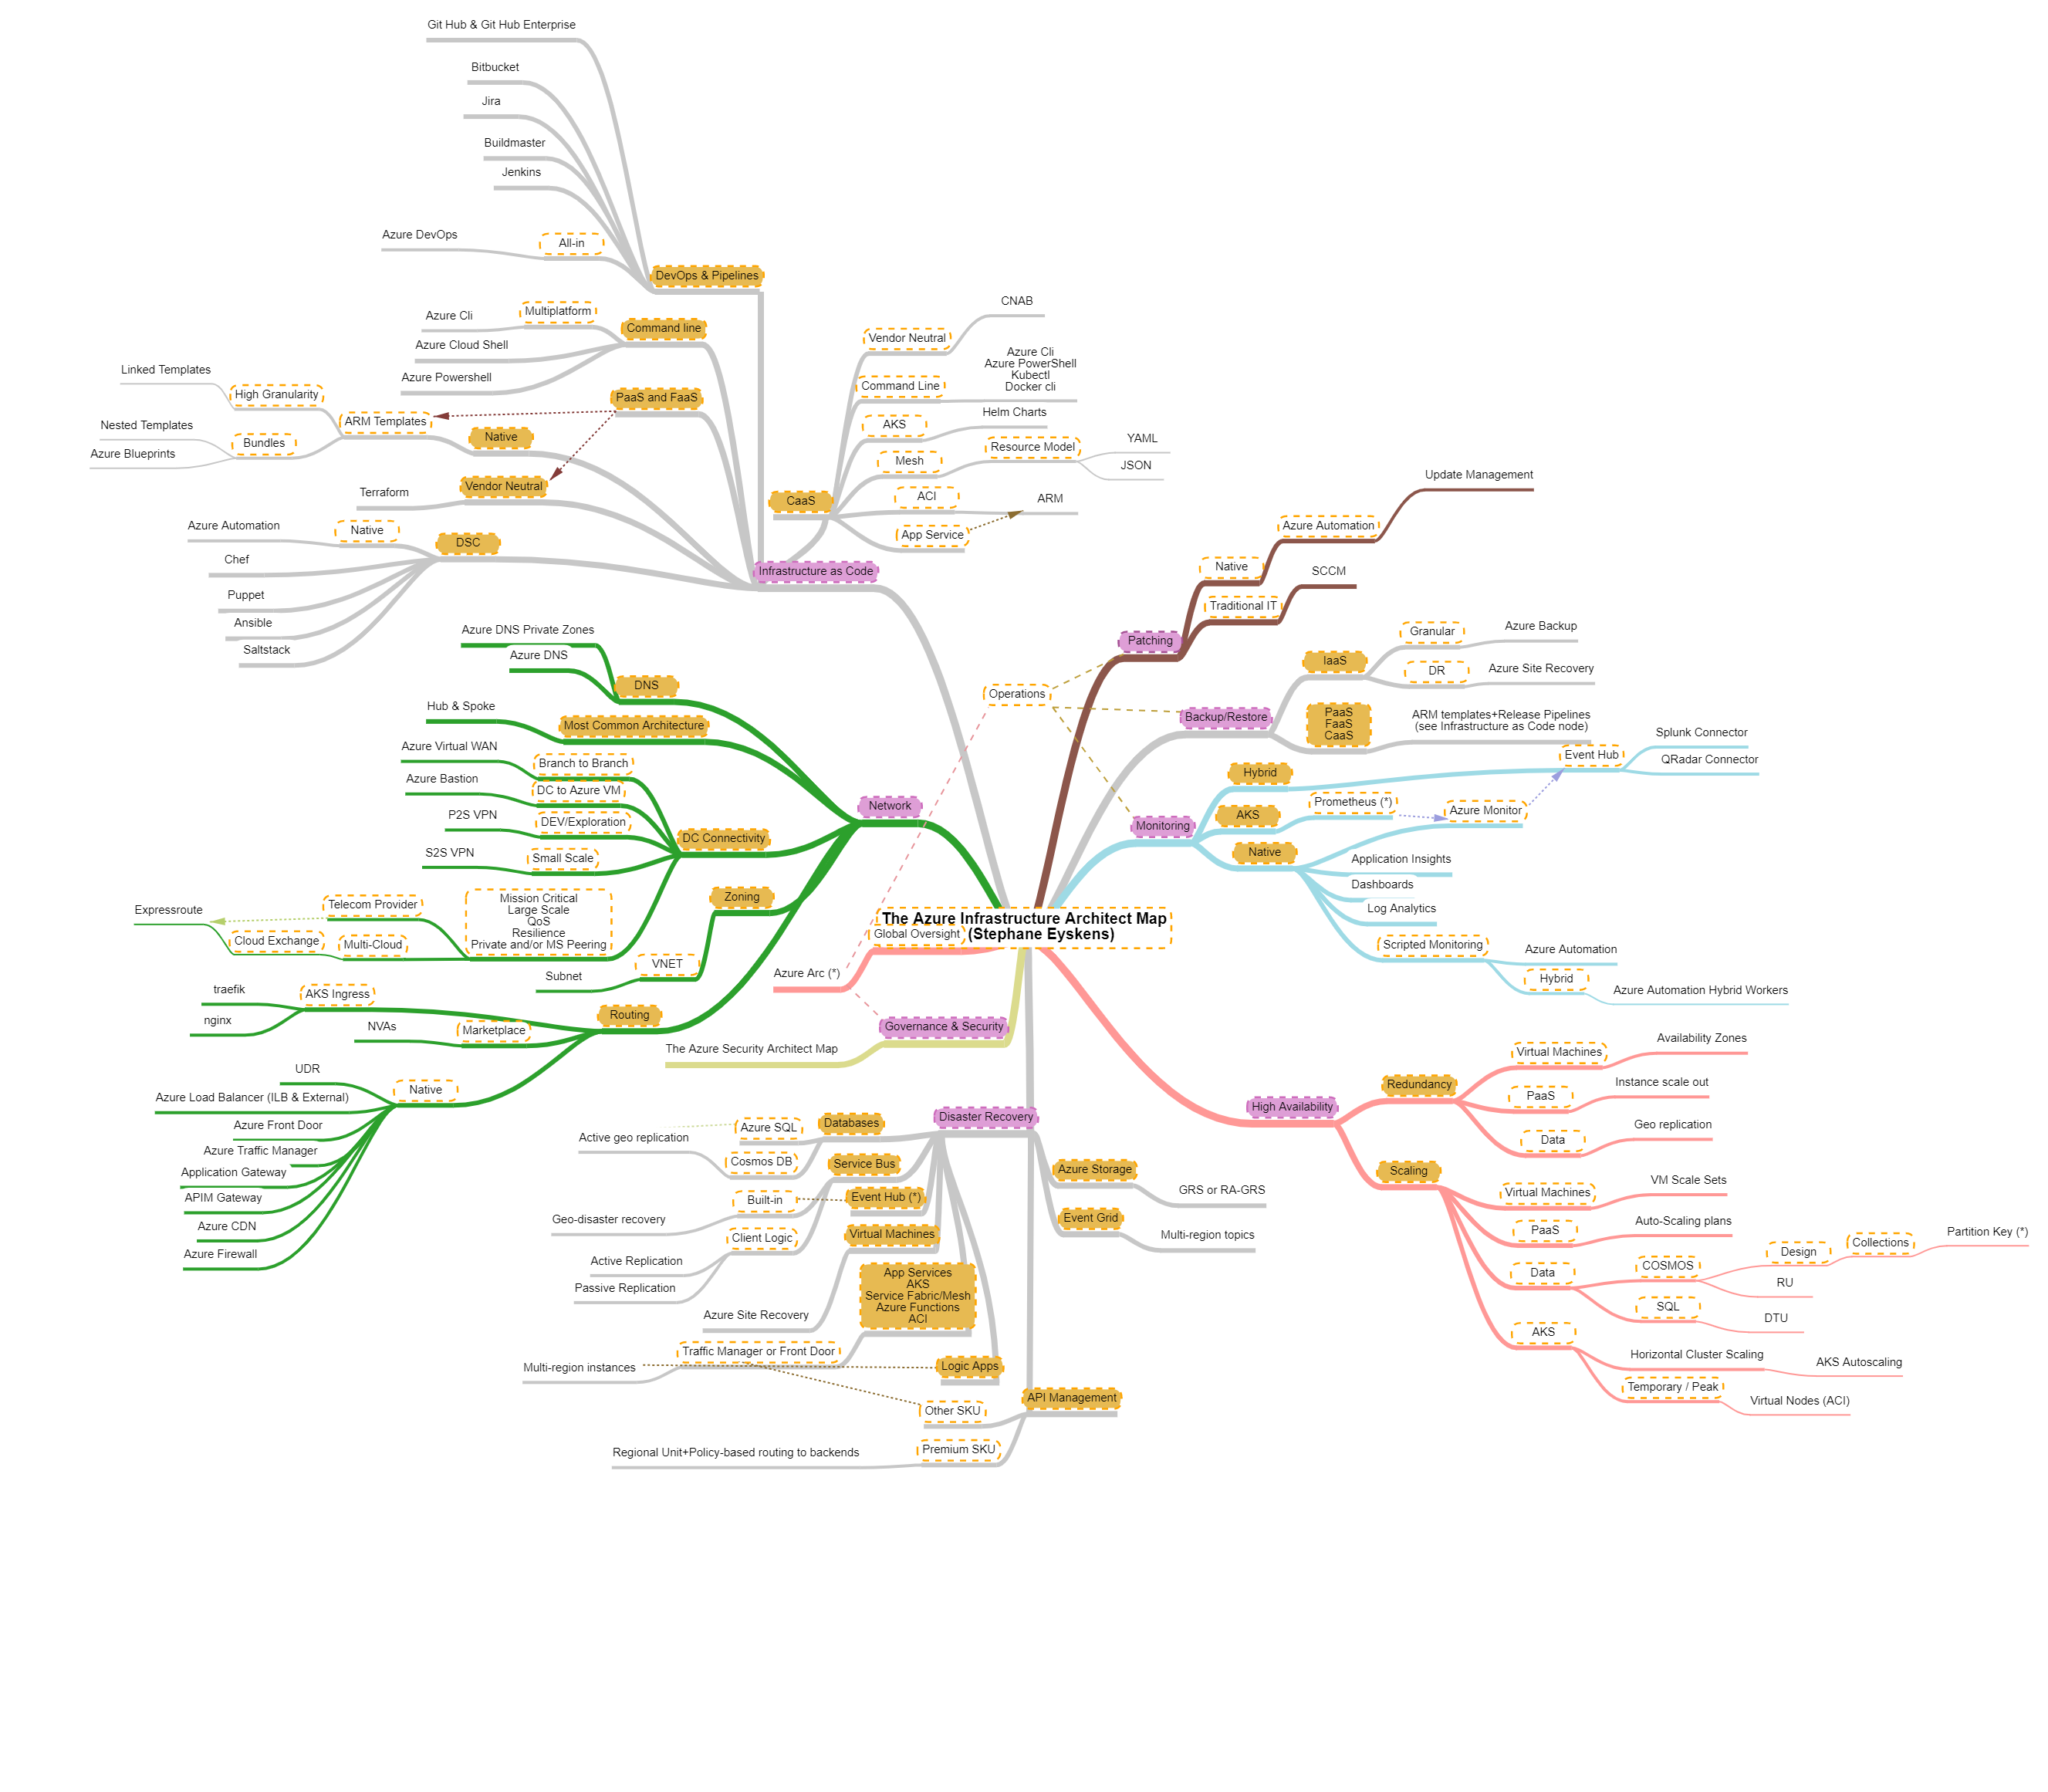 Git Hub & Git Hub Enterprise
Bitbucket
Jira
Buildmaster
Jenkins
Azure DevOps
All-in
DevOps & Pipelines
Azure Cli
Multiplatform
Command line
Azure Cloud Shell
Azure Powershell
PaaS and FaaS
Linked Templates
High Granularity
ARM Templates
Nested Templates
Bundles
Native
Azure Blueprints
Terraform
Vendor Neutral
Azure Automation
Native
DSC
Chef
Puppet
Ansible
Saltstack
CNAB
Vendor Neutral
Azure Cli
Azure PowerShell
Kubectl
Docker cli
Command Line
Helm Charts
AKS
Mesh
Resource Model
YAML
JSON
CaaS
ACI
ARM
App Service
Infrastructure as Code
Update Management
Azure Automation
Native
SCCM
Traditional IT
Patching
Operations
Granular
Azure Backup
IaaS
DR
Azure Site Recovery
Backup/Restore
PaaS
FaaS
CaaS
ARM templates+Release Pipelines
(see Infrastructure as Code node)
Splunk Connector
Event Hub
QRadar Connector
Hybrid
Prometheus (*)
AKS
Azure Monitor
Monitoring
Native
Application Insights
Dashboards
Log Analytics
Scripted Monitoring
Azure Automation
Hybrid
Azure Automation Hybrid Workers
Azure DNS Private Zones
Azure DNS
DNS
Hub & Spoke
Most Common Architecture
Azure Virtual WAN
Branch to Branch
Azure Bastion
DC to Azure VM
Network
P2S VPN
DEV/Exploration
DC Connectivity
S2S VPN
Small Scale
Mission Critical
Large Scale
QoS
Resilience
Private and/or MS Peering
Telecom Provider
Expressroute
Cloud Exchange
Multi-Cloud
Zoning
VNET
Subnet
The Azure Infrastructure Architect Map
(Stephane Eyskens)
Global Oversight
Azure Arc (*)
traefik
AKS Ingress
nginx
NVAs
Marketplace
Routing
Governance & Security
The Azure Security Architect Map
UDR
Native
Azure Load Balancer (ILB & External)
Azure Front Door
Azure Traffic Manager
Application Gateway
APIM Gateway
Azure CDN
Azure Firewall
Disaster Recovery
Databases
Azure SQL
Active geo replication
Cosmos DB
Service Bus
Built-in
Event Hub (*)
Geo-disaster recovery
Client Logic
Virtual Machines
Active Replication
Passive Replication
App Services
AKS
Service Fabric/Mesh
Azure Functions
ACI
Azure Site Recovery
Traffic Manager or Front Door
Multi-region instances
Logic Apps
API Management
Other SKU
Premium SKU
Regional Unit+Policy-based routing to backends
Azure Storage
GRS or RA-GRS
Event Grid
Multi-region topics
High Availability
Redundancy
Virtual Machines
Availability Zones
PaaS
Instance scale out
Data
Geo replication
Scaling
Virtual Machines
VM Scale Sets
PaaS
Auto-Scaling plans
Data
COSMOS
Design
Collections
Partition Key (*)
RU
SQL
DTU
AKS
Horizontal Cluster Scaling
AKS Autoscaling
Temporary / Peak
Virtual Nodes (ACI)